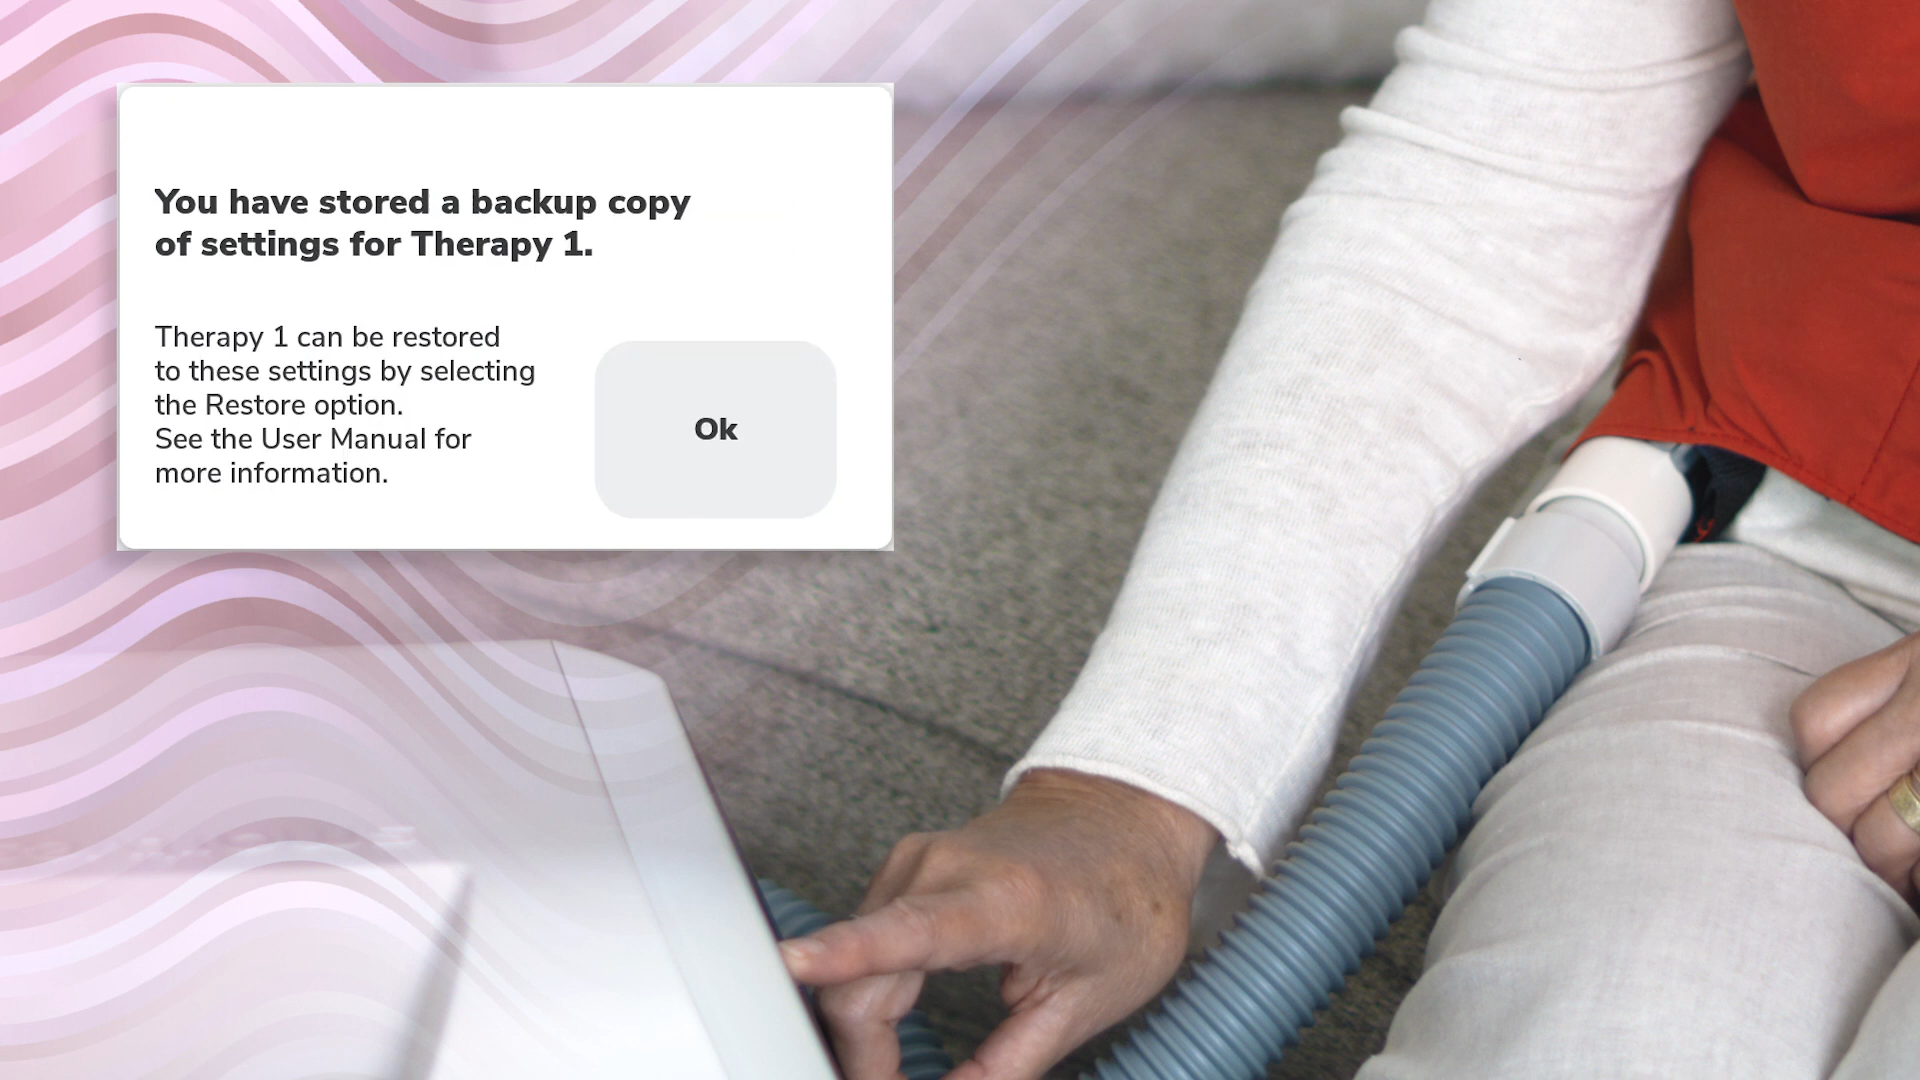 You have stored a backup copy
of settings for Therapy 1.
Therapy 1 can be restored
to these settings by selecting
the Restore option.
See the User Manual for
more information.
Ok